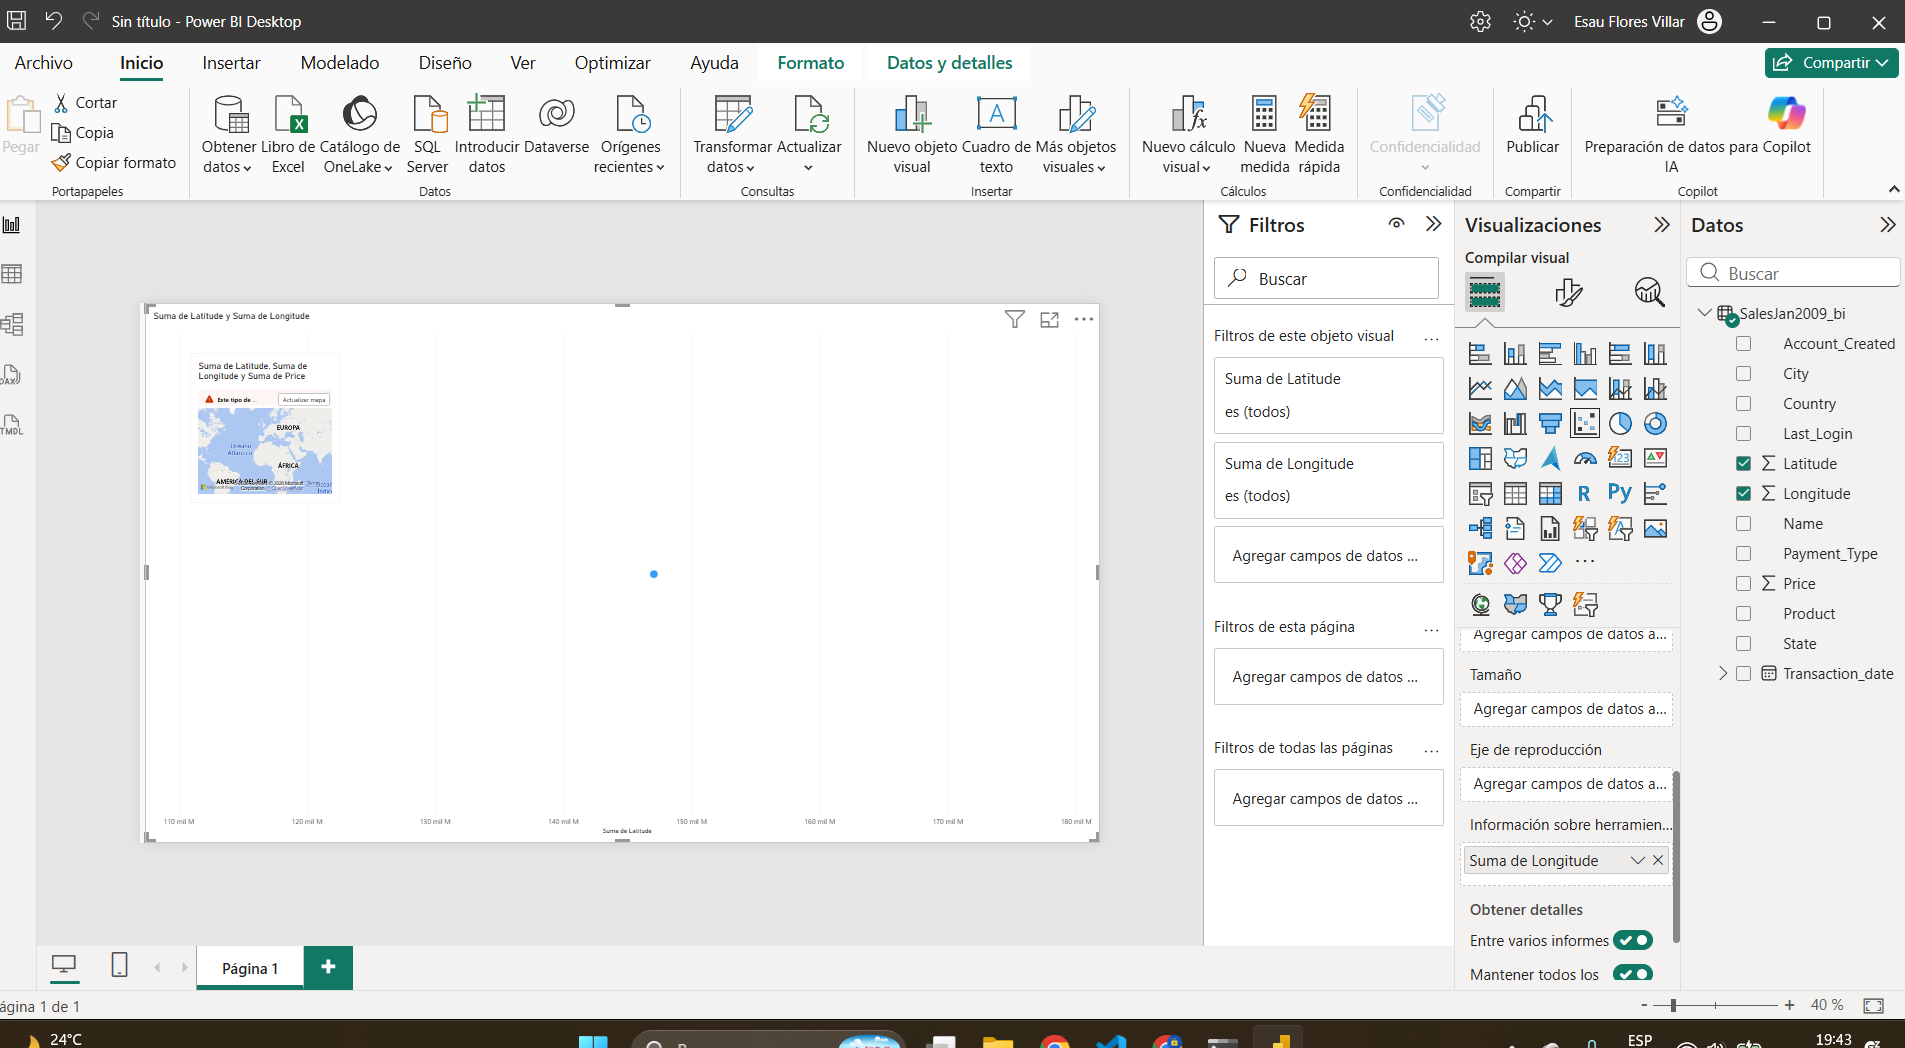 Sin título - Power BI Desktop
Esau Flores Villar
Archivo
Inicio
Insertar
Modelado
Diseño
Ver
Optimizar
Ayuda
Formato
Datos y detalles
Compartir
Pegar
Cortar
Copia
Copiar formato
Portapapeles
Obtener datos
Libro de Excel
Catálogo de OneLake
SQL Server
Introducir datos
Dataverse
Orígenes recientes
Datos
Transformar datos
Actualizar
Consultas
Nuevo objeto visual
Cuadro de texto
Más objetos visuales
Insertar
Nuevo cálculo visual
Nueva medida
Medida rápida
Cálculos
Confidencialidad
Confidencialidad
Publicar
Compartir
Preparación de datos para IA
Copilot
Copilot
DAX
TMDL
Suma de Latitude y Suma de Longitude
Suma de Latitude, Suma de
Longitude y Suma de Price
Este tipo de ...
Actualizar mapa
EUROPA
Océano
Atlántico
ÁFRICA
AMÉRICA DEL SUR
110 mil M
120 mil M
130 mil M
140 mil M
150 mil M
160 mil M
170 mil M
180 mil M
Suma de Latitude
Filtros
Buscar
Filtros de este objeto visual
...
Suma de Latitude
es (todos)
Suma de Longitude
es (todos)
Agregar campos de datos ...
Filtros de esta página
...
Agregar campos de datos ...
Filtros de todas las páginas
...
Agregar campos de datos ...
Visualizaciones
Compilar visual
123
R
Py
...
Agregar campos de datos a...
Tamaño
Agregar campos de datos a...
Eje de reproducción
Agregar campos de datos a...
Información sobre herramien...
Suma de Longitude
Obtener detalles
Entre varios informes
Mantener todos los
Datos
Buscar
SalesJan2009_bi
Account_Created
City
Country
Last_Login
Latitude
Longitude
Name
Payment_Type
Price
Product
State
Transaction_date
Página 1
ágina 1 de 1
- + 40 %
24°C
ESP
19:43